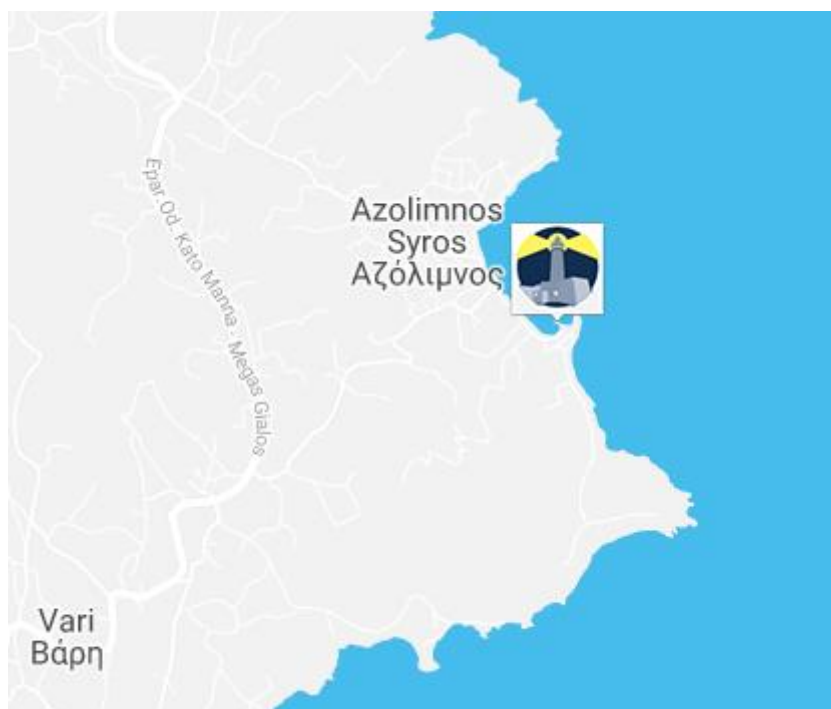 Epar.Od. Kato Manna - Megas Gialos
Azolimnos
Syros
Αζόλιμνος
Vari
Βάρη